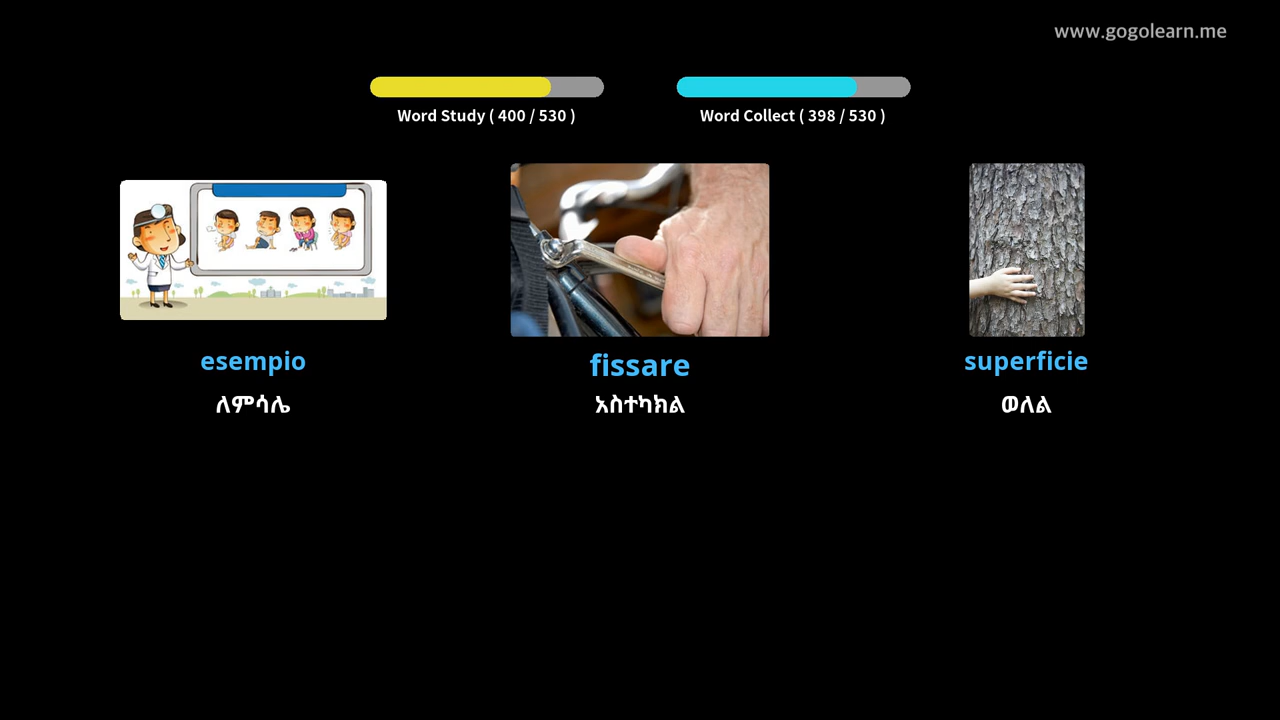 www.gogolearn.me
Word Study ( 400 / 530 )
Word Collect ( 398 / 530 )
esempio
ለምሳሌ
fissare
አስተካክል
superficie
ወለል